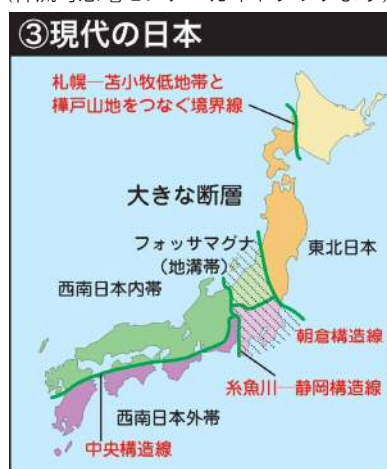 ③現代の日本
札幌―苫小牧低地帯と
樺戸山地をつなぐ境界線
大きな断層
フォッサマグナ
(地溝帯)
東北日本
西南日本内帯
朝倉構造線
糸魚川―静岡構造線
西南日本外帯
中央構造線